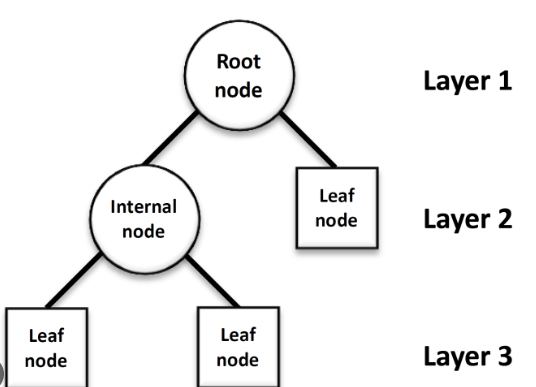 Root
node
Layer 1
Internal
node
Leaf
node
Layer 2
Leaf
node
Leaf
node
Layer 3